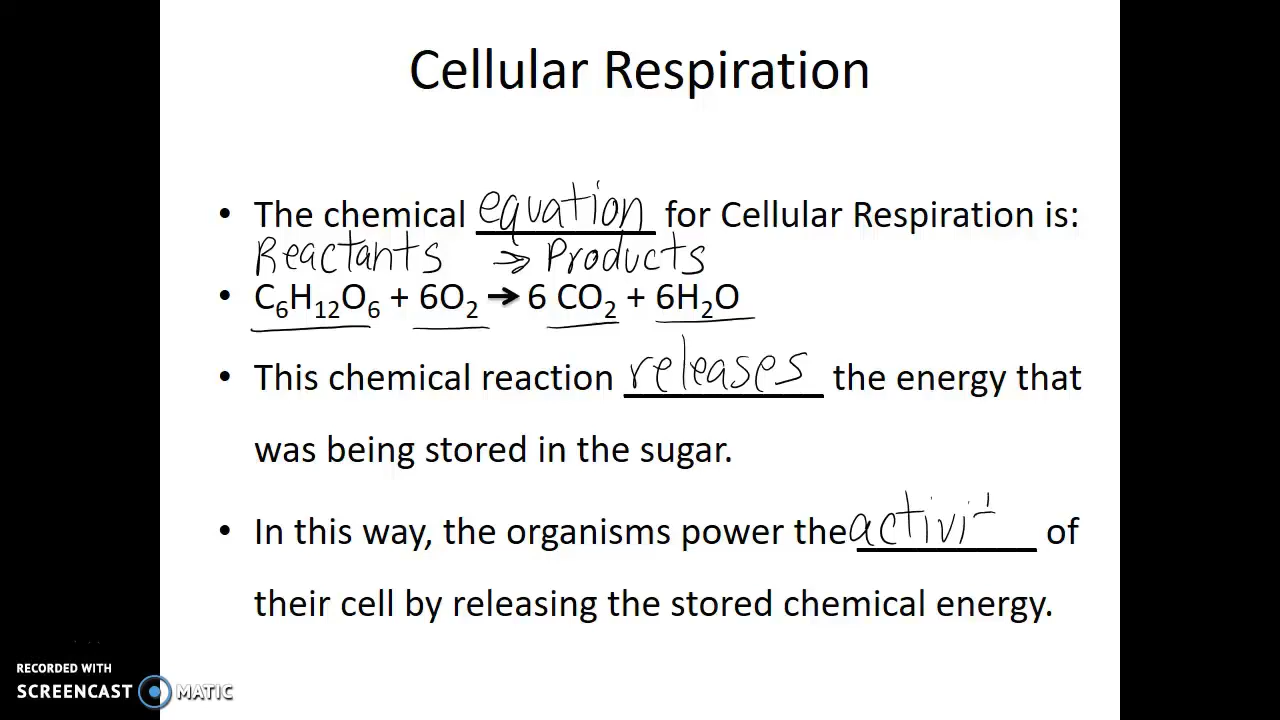 Cellular Respiration
• The chemical equation for Cellular Respiration is:
Reactants → Products
• C₆H₁₂O₆ + 6O₂ → 6 CO₂ + 6H₂O
• This chemical reaction releases the energy that
was being stored in the sugar.
• In this way, the organisms power the activit of
their cell by releasing the stored chemical energy.
RECORDED WITH
SCREENCAST MATIC